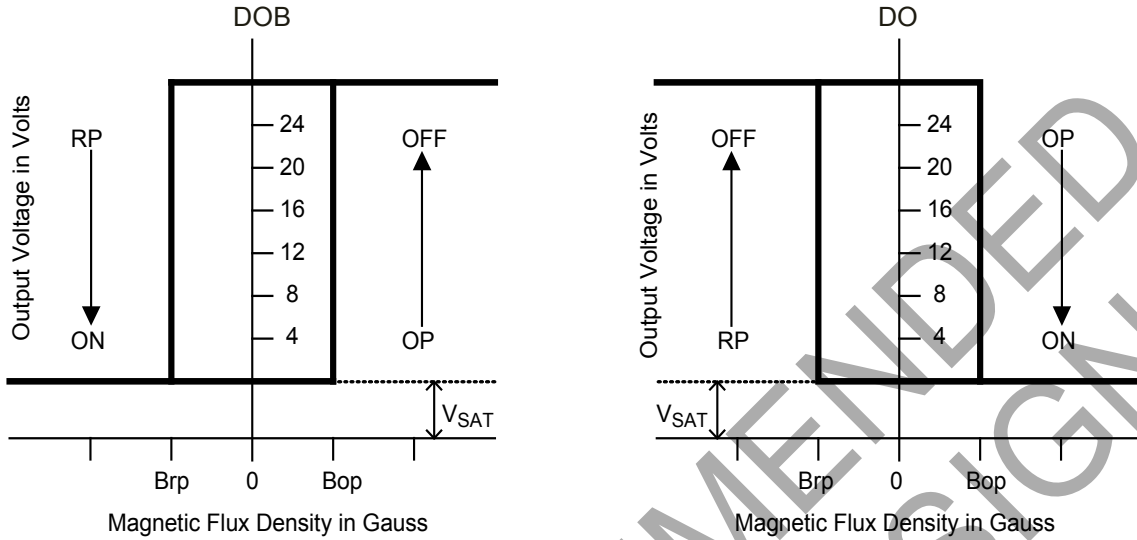 DOB
Output Voltage in Volts
24
20
16
12
8
4
RP
ON
OFF
OP
VSAT
Brp 0 Bop
Magnetic Flux Density in Gauss
DO
Output Voltage in Volts
24
20
16
12
8
4
OFF
RP
OP
ON
VSAT
Brp 0 Bop
Magnetic Flux Density in Gauss
MENDED
SIGN